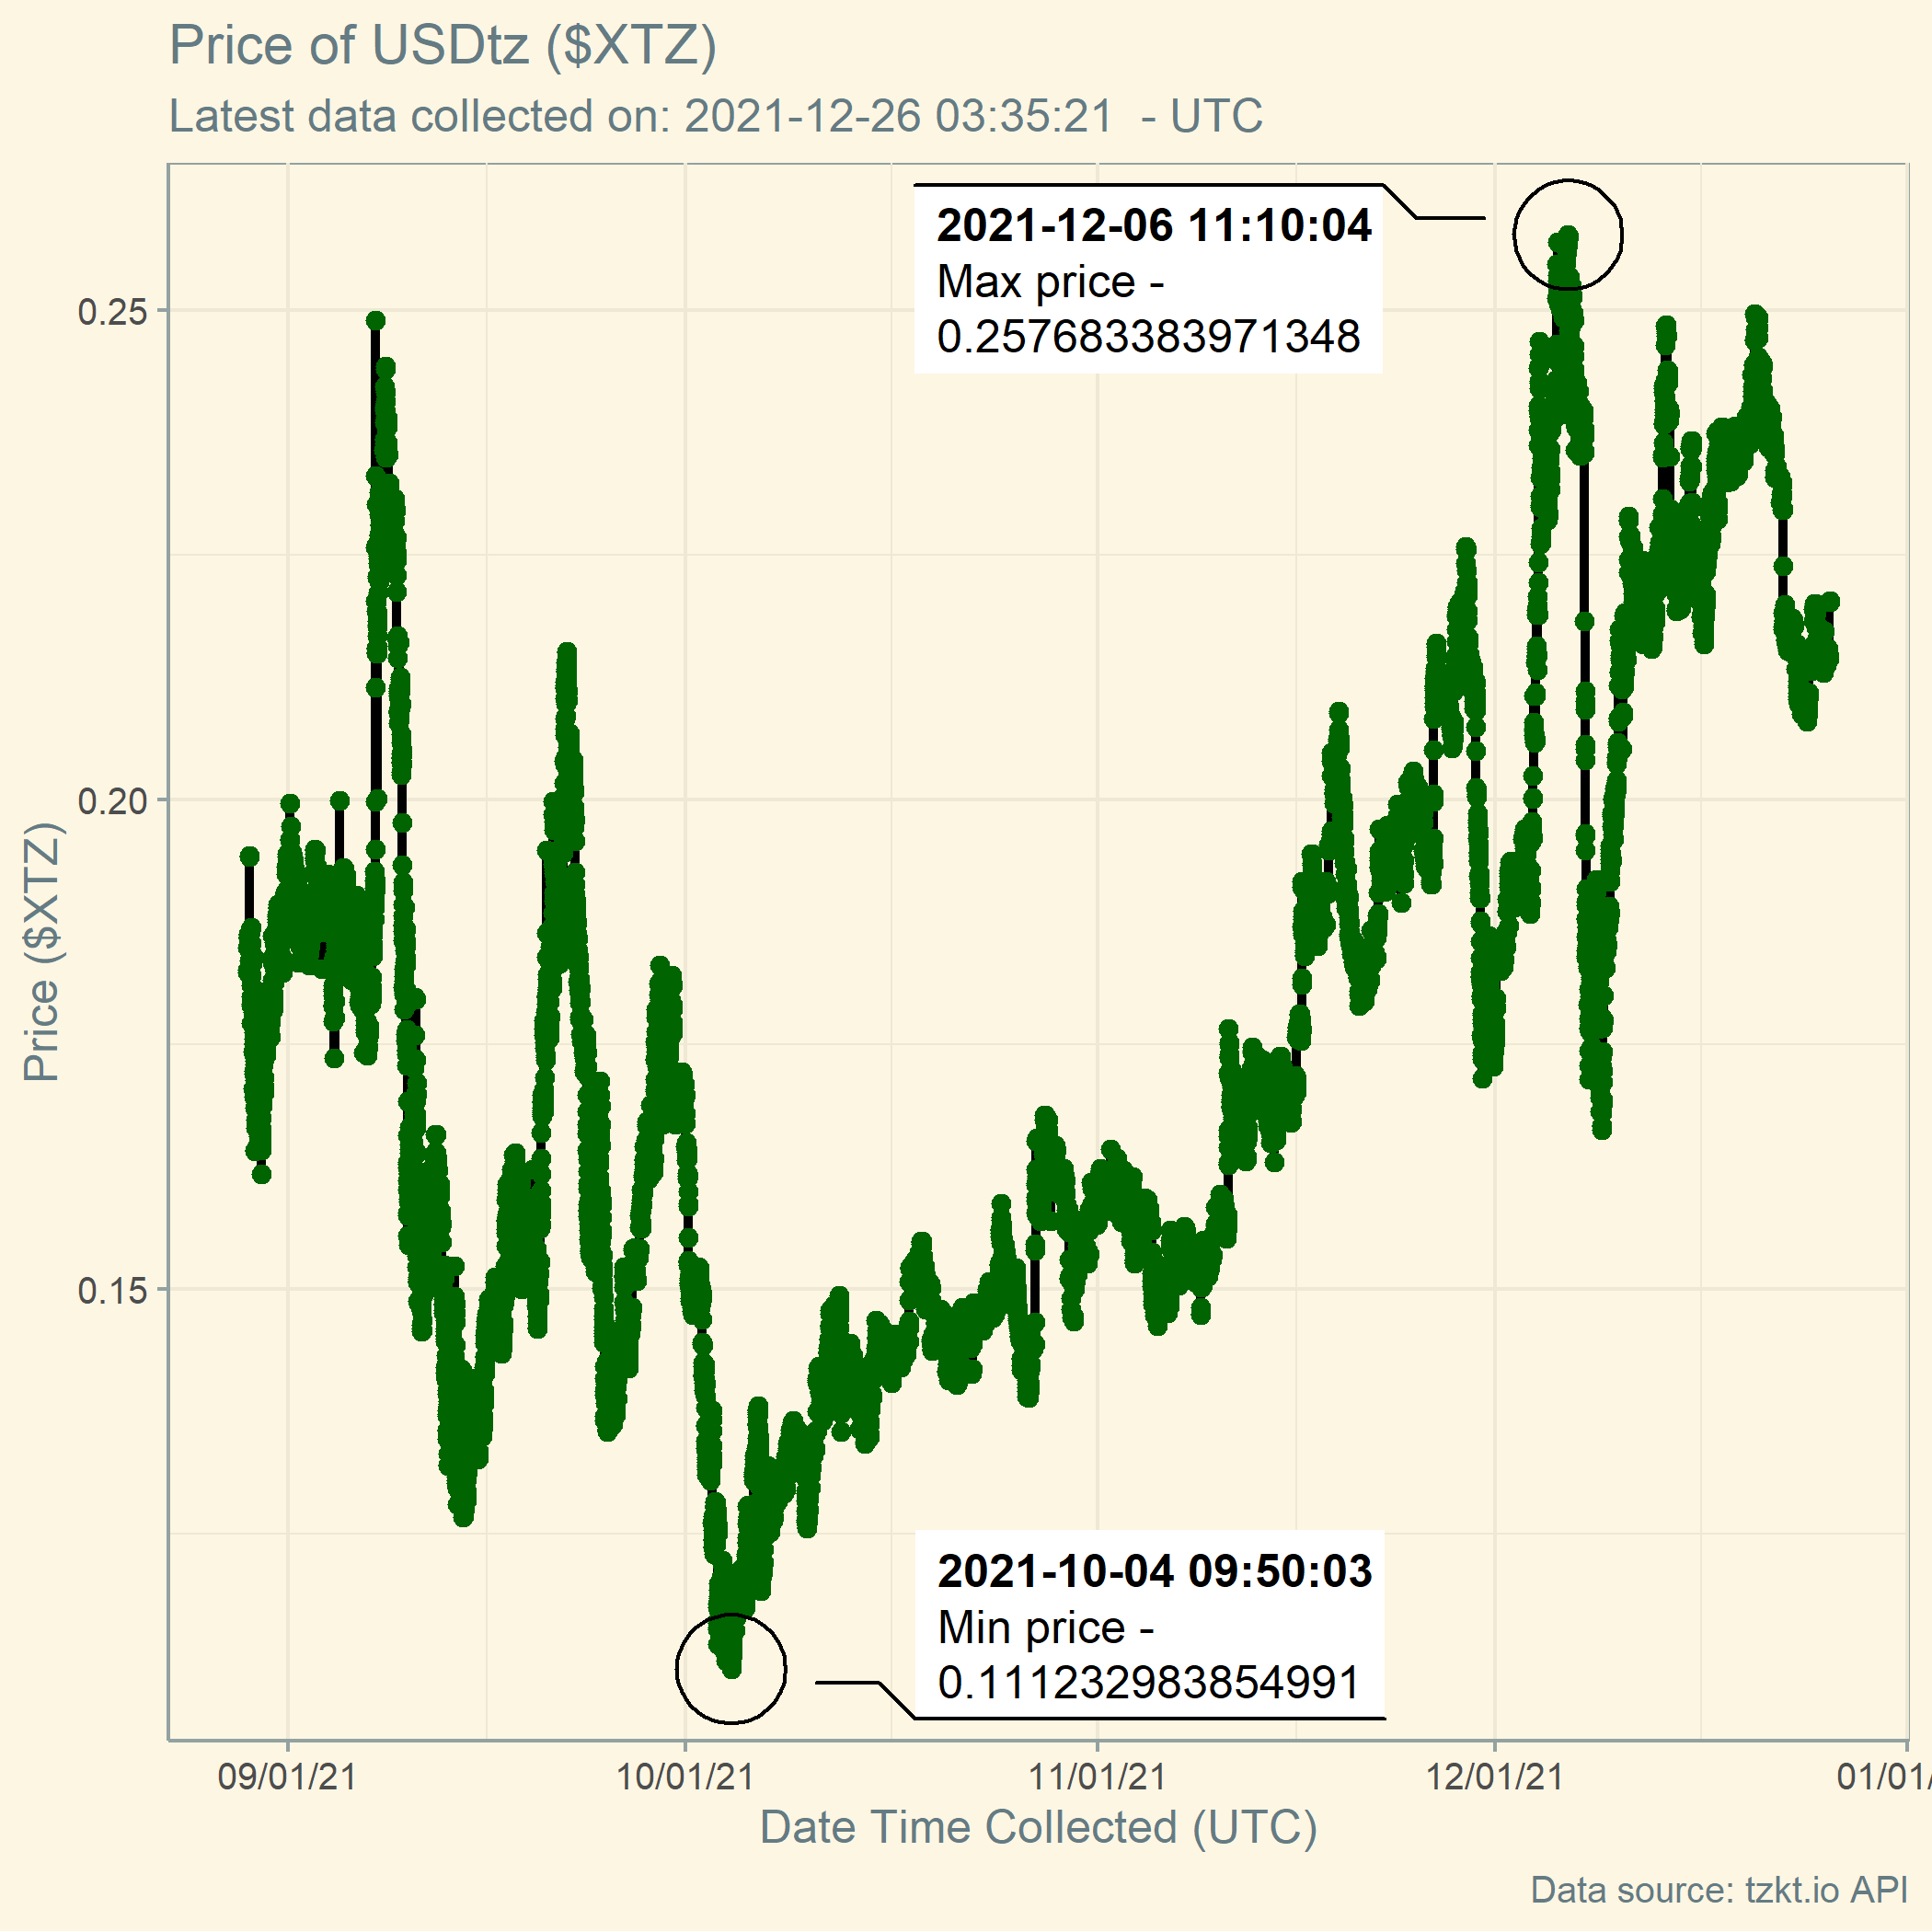 Price of USDtz ($XTZ)
Latest data collected on: 2021-12-26 03:35:21  - UTC
2021-12-06 11:10:04
Max price -
0.257683383971348
0.25
0.20
0.15
Price ($XTZ)
2021-10-04 09:50:03
Min price -
0.111232983854991
09/01/21
10/01/21
11/01/21
12/01/21
01/01/
Date Time Collected (UTC)
Data source: tzkt.io API